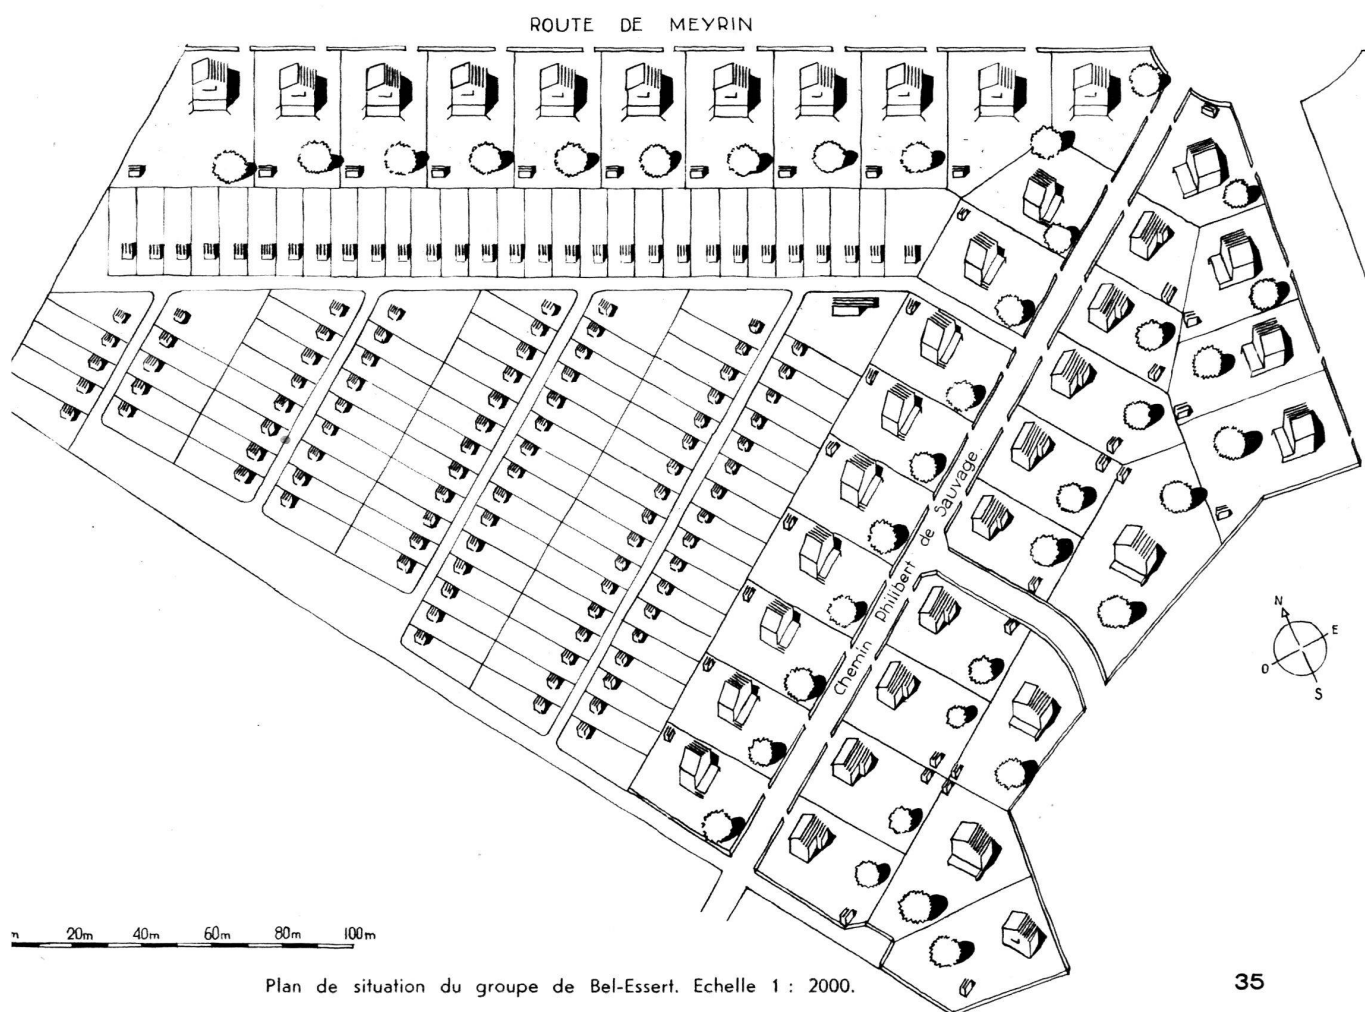 ROUTE DE MEYRIN
Chemin Philibert de Sauvage.
N
E
O
S
20m 40m 60m 80m 100m
Plan de situation du groupe de Bel-Essert. Echelle 1 : 2000.
35